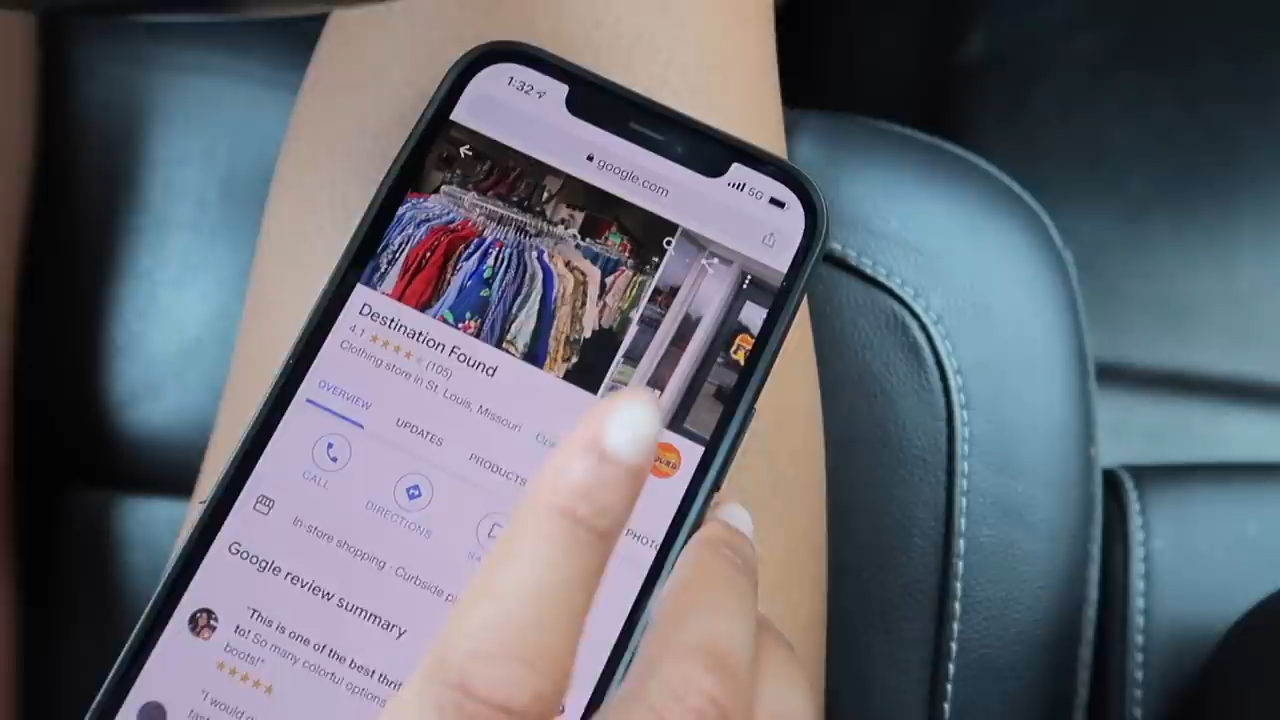 1:32
google.com
5G
Destination Found
4.1 (105)
Clothing store in St. Louis, Missouri
OVERVIEW
UPDATES
PRODUCTS
CALL
DIRECTIONS
In-store shopping · Curbside
Google review summary
"This is one of the best
to! So many colorful options
boots!"
"I would